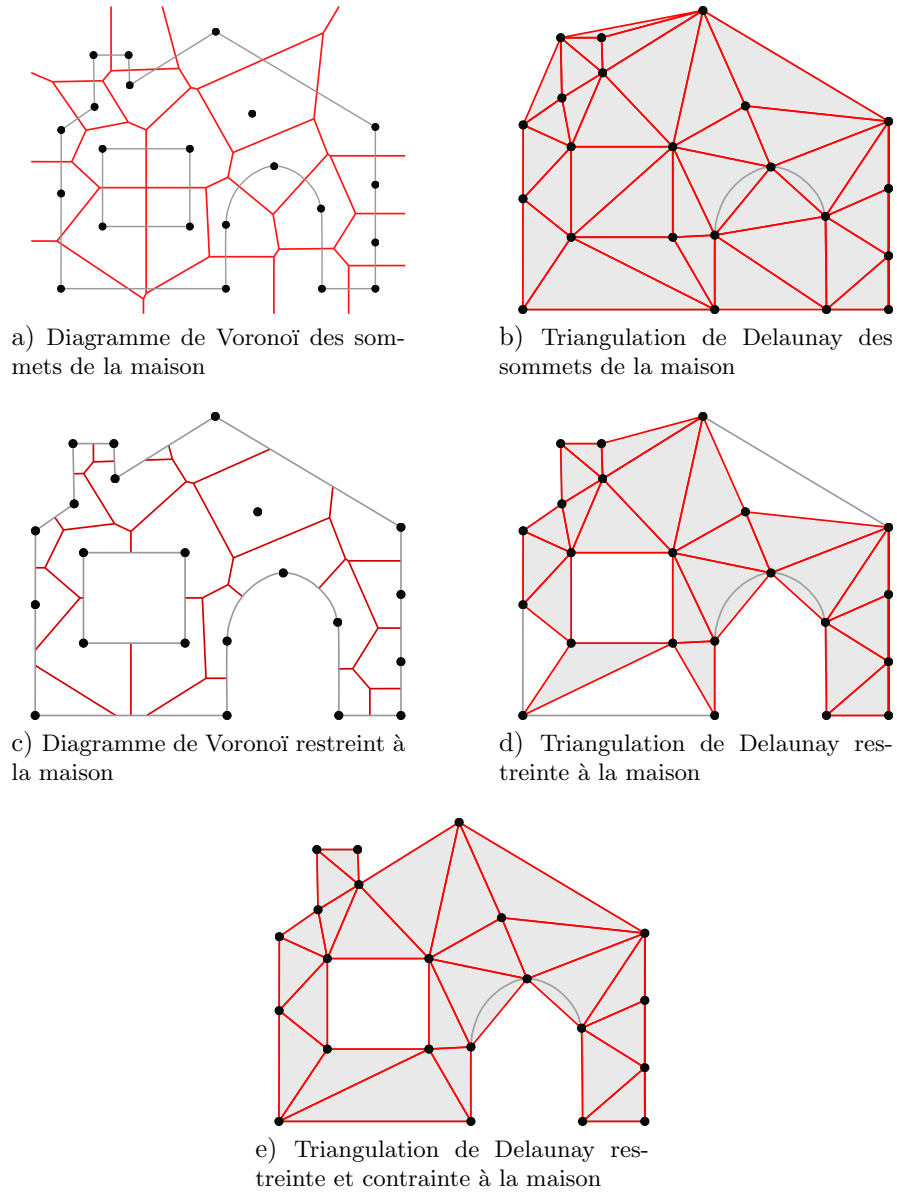 a) Diagramme de Voronoï des som-
mets de la maison
b) Triangulation de Delaunay des
sommets de la maison
c) Diagramme de Voronoï restreint à
la maison
d) Triangulation de Delaunay res-
treinte à la maison
e) Triangulation de Delaunay res-
treinte et contrainte à la maison